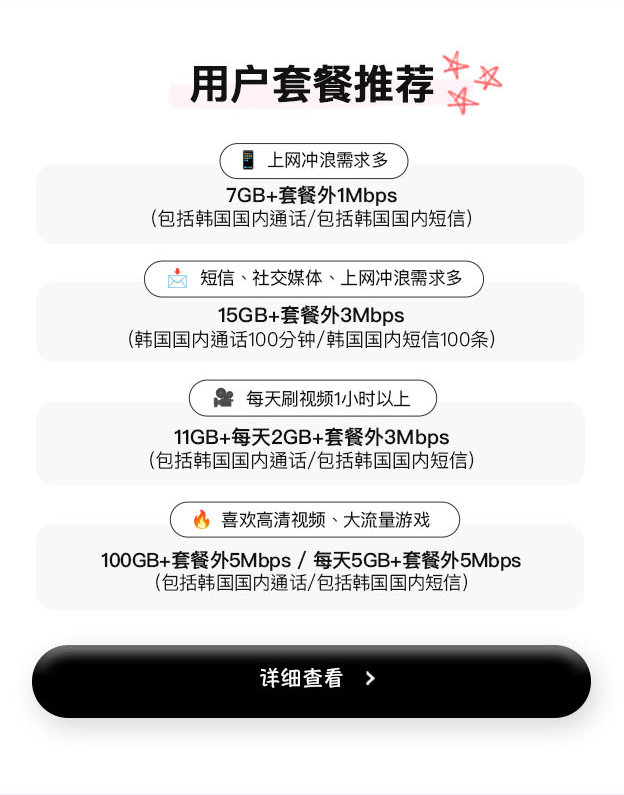 用户套餐推荐
上网冲浪需求多
7GB+套餐外1Mbps
(包括韩国国内通话/包括韩国国内短信)
短信、社交媒体、上网冲浪需求多
15GB+套餐外3Mbps
(韩国国内通话100分钟/韩国国内短信100条)
每天刷视频1小时以上
11GB+每天2GB+套餐外3Mbps
(包括韩国国内通话/包括韩国国内短信)
喜欢高清视频、大流量游戏
100GB+套餐外5Mbps / 每天5GB+套餐外5Mbps
(包括韩国国内通话/包括韩国国内短信)
详细查看 >